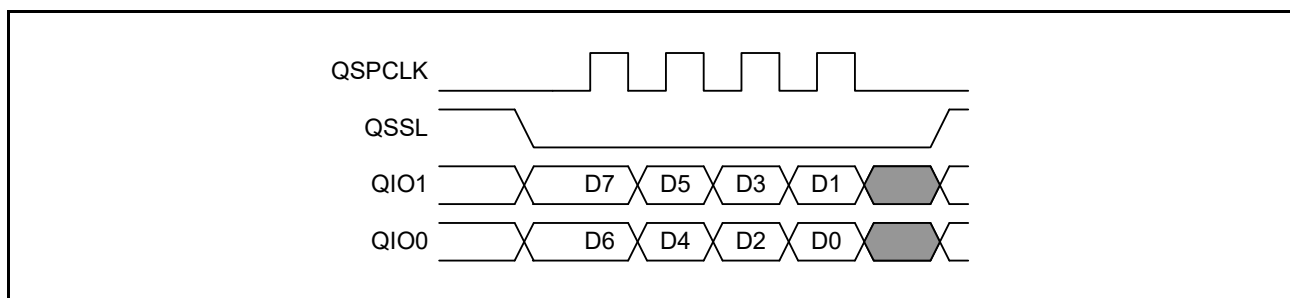 QSPCLK
QSSL
QIO1 D7 D5 D3 D1
QIO0 D6 D4 D2 D0